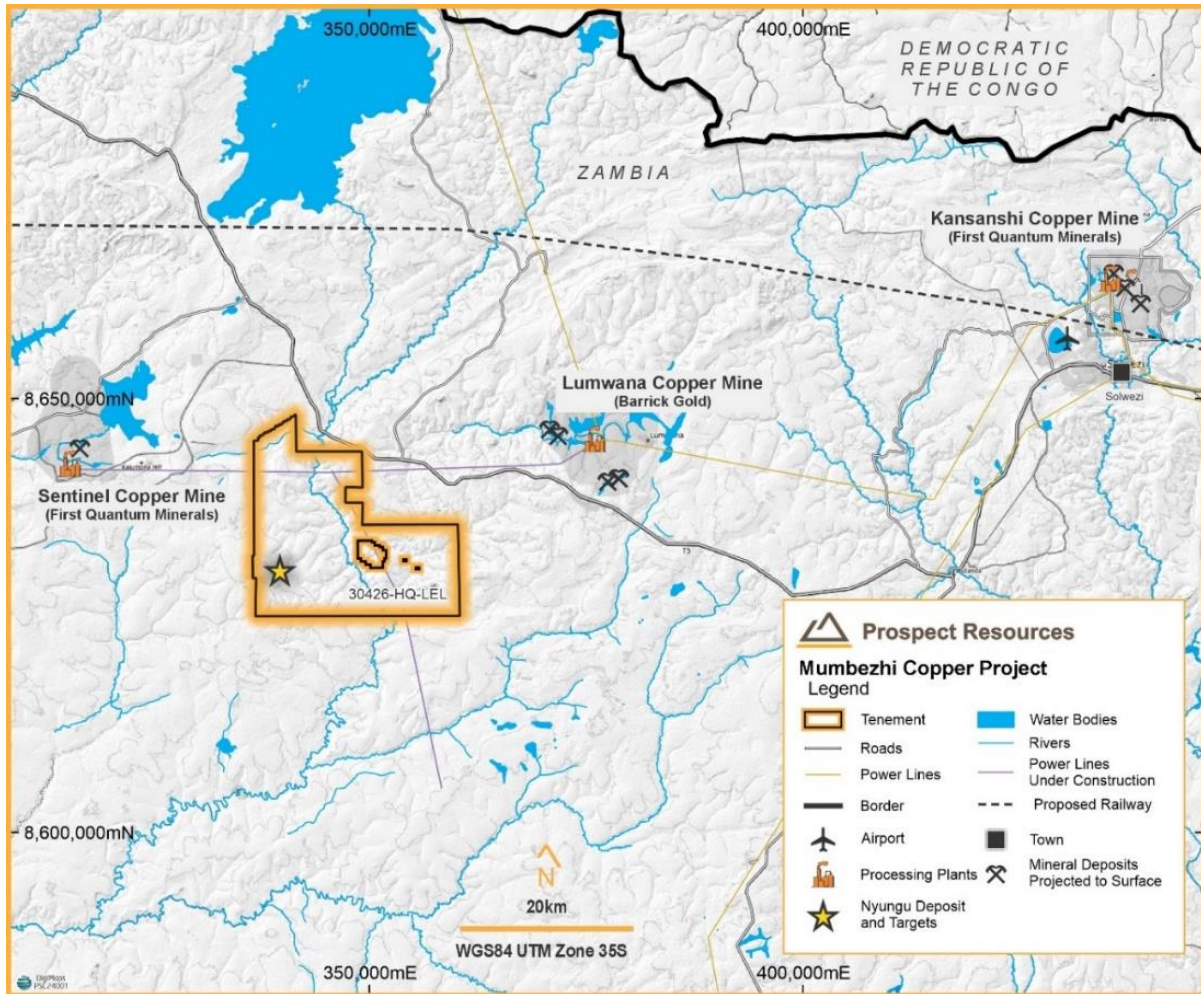 350,000mE
400,000mE
DEMOCRATIC
REPUBLIC OF
THE CONGO
ZAMBIA
Kansanshi Copper Mine
(First Quantum Minerals)
Solwezi
8,650,000mN
Lumwana Copper Mine
(Barrick Gold)
Sentinel Copper Mine
(First Quantum Minerals)
T5
30426-HQ-LEL
8,600,000mN
N
20km
WGS84 UTM Zone 35S
350,000mE
400,000mE
Prospect Resources
Mumbezhi Copper Project
Legend
Tenement
Water Bodies
Roads
Rivers
Power Lines
Power Lines
Under Construction
Border
Proposed Railway
Airport
Town
Processing Plants
Mineral Deposits
Projected to Surface
Nyungu Deposit
and Targets
DigiMaps
PSC24001